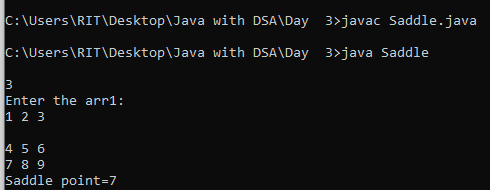 C:\Users\RIT\Desktop\Java with DSA\Day  3>javac Saddle.java
C:\Users\RIT\Desktop\Java with DSA\Day  3>java Saddle
3
Enter the arr1:
1 2 3
4 5 6
7 8 9
Saddle point=7